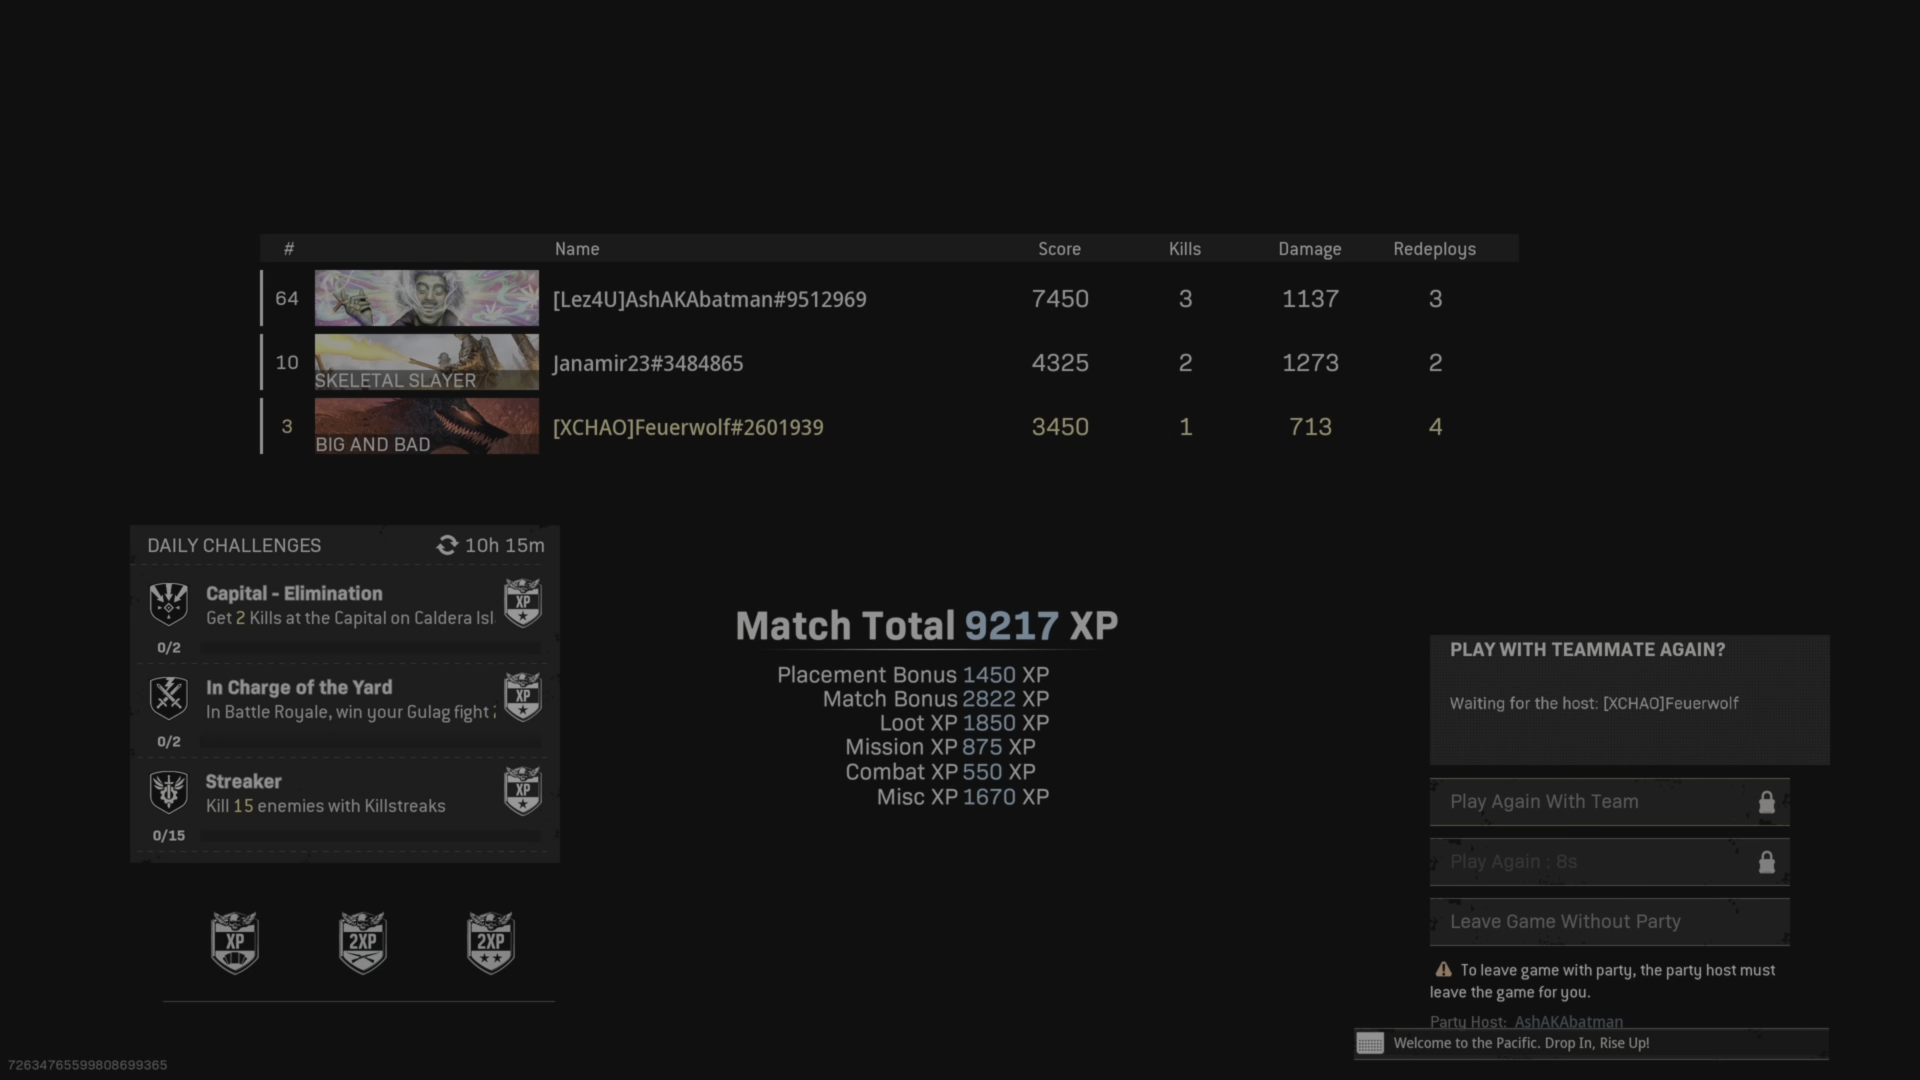 # Name Score Kills Damage Redeploys
64 [Lez4U]AshAKAbatman#9512969 7450 3 1137 3
10 SKELETAL SLAYER Janamir23#3484865 4325 2 1273 2
3 BIG AND BAD [XCHAO]Feuerwolf#2601939 3450 1 713 4
DAILY CHALLENGES 10h 15m
Capital - Elimination
Get 2 Kills at the Capital on Caldera Isl
XP
0/2
In Charge of the Yard
In Battle Royale, win your Gulag fight
XP
0/2
Streaker
Kill 15 enemies with Killstreaks
XP
0/15
XP 2XP 2XP
Match Total 9217 XP
Placement Bonus 1450 XP
Match Bonus 2822 XP
Loot XP 1850 XP
Mission XP 875 XP
Combat XP 550 XP
Misc XP 1670 XP
PLAY WITH TEAMMATE AGAIN?
Waiting for the host: [XCHAO]Feuerwolf
Play Again With Team
Play Again : 8s
Leave Game Without Party
To leave game with party, the party host must
leave the game for you.
Party Host: AshAKAbatman
Welcome to the Pacific. Drop In, Rise Up!
72634765599808699365